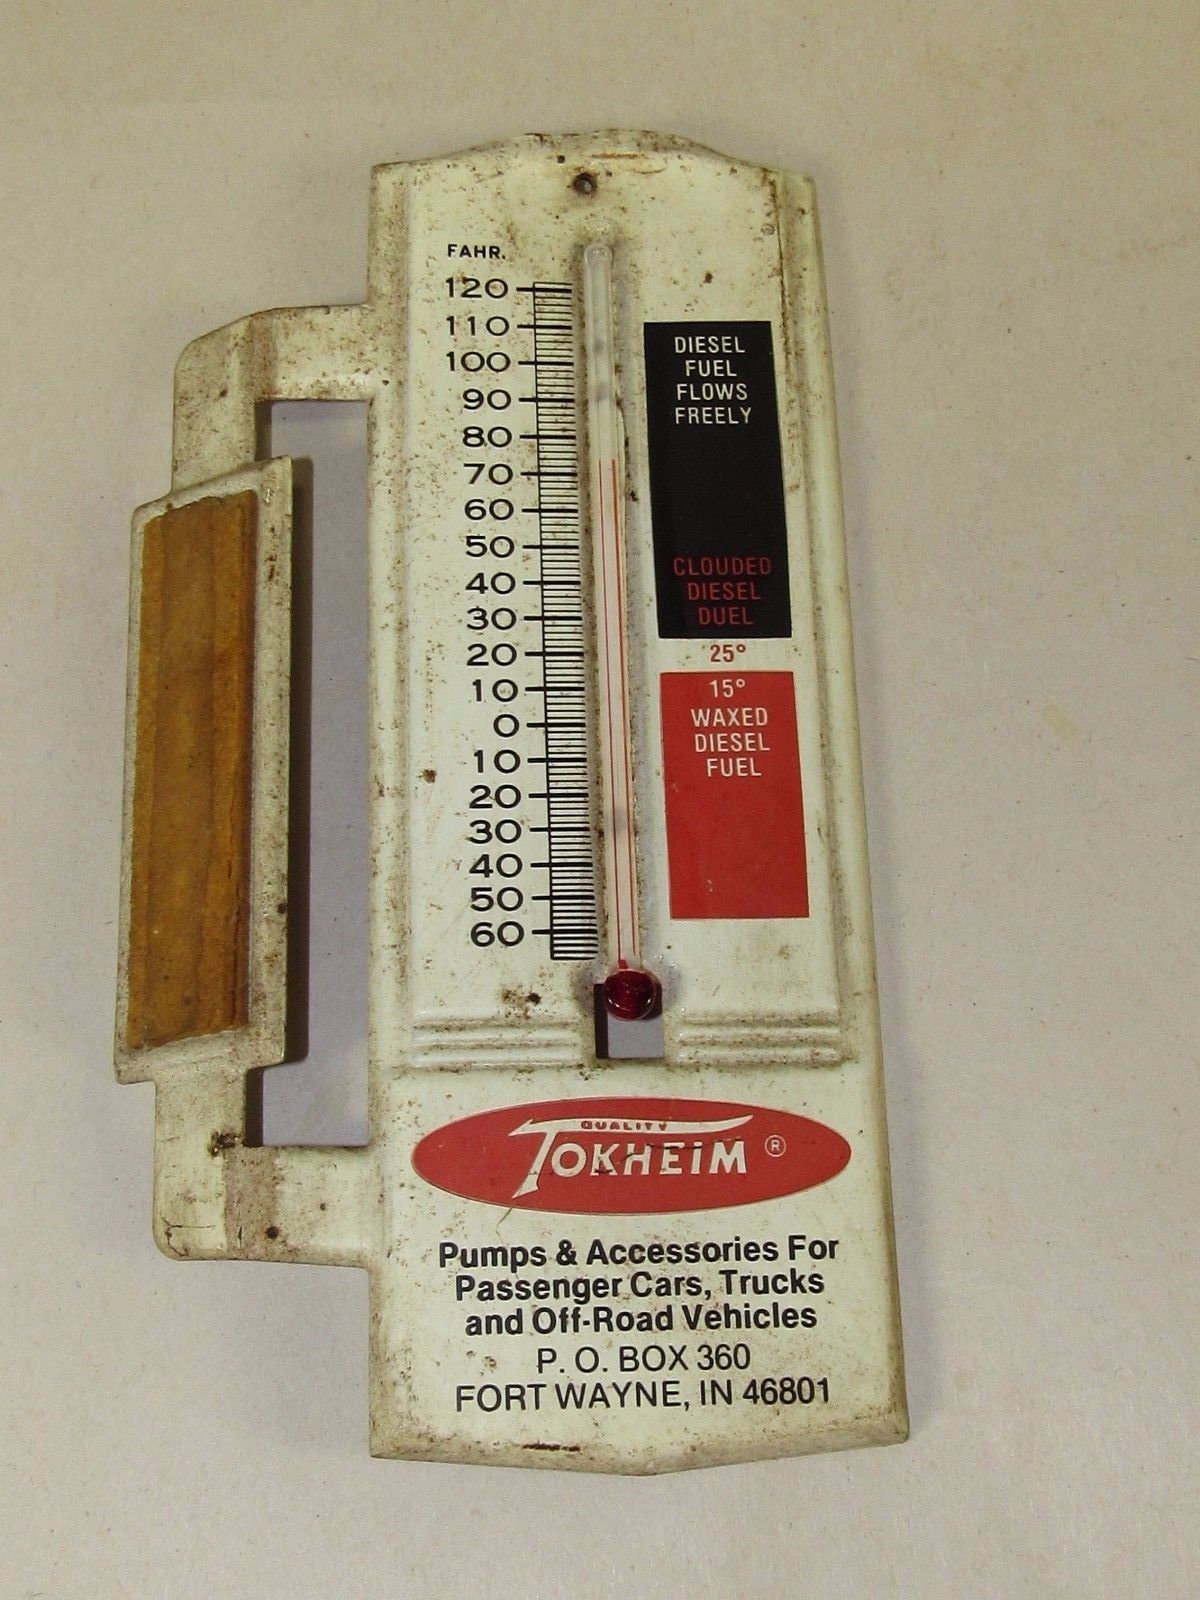 FAHR.
120
110
100
90
80
70
60
50
40
30
20
10
0
10
20
30
40
50
60
DIESEL
FUEL
FLOWS
FREELY
CLOUDED
DIESEL
DUEL
25°
15°
WAXED
DIESEL
FUEL
QUALITY
TOKHEIM ®
Pumps & Accessories For
Passenger Cars, Trucks
and Off-Road Vehicles
P. O. BOX 360
FORT WAYNE, IN 46801